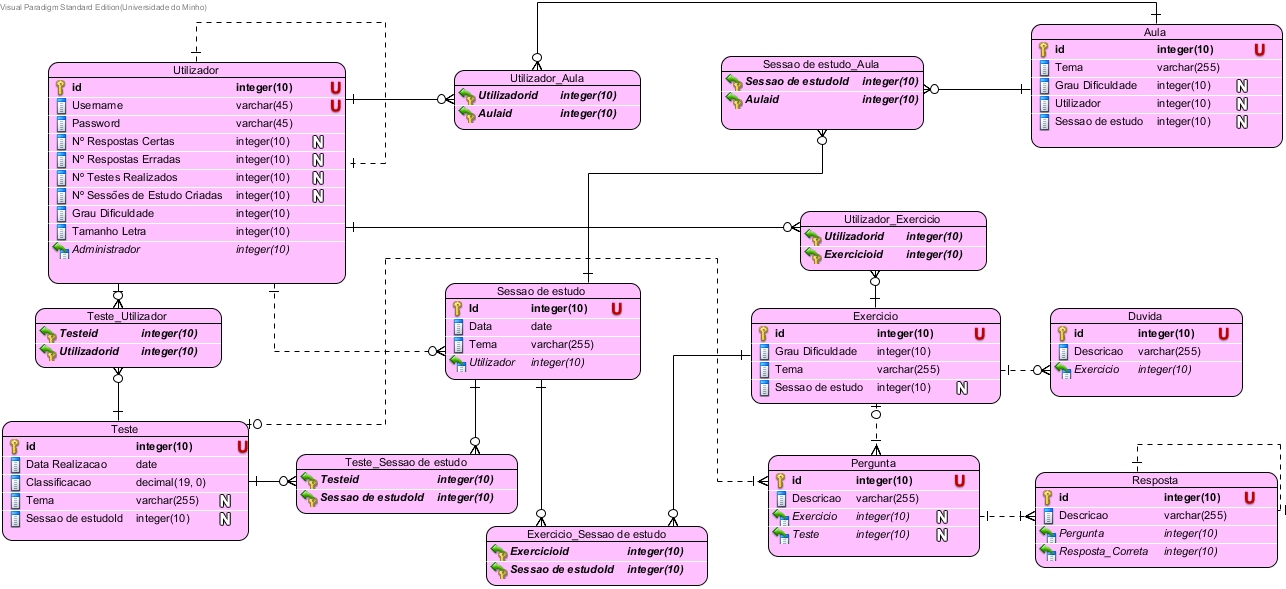 Visual Paradigm Standard Edition(Universidade do Minho)
Utilizador
id integer(10) U
Username varchar(45) U
Password varchar(45)
Nº Respostas Certas integer(10) N
Nº Respostas Erradas integer(10) N
Nº Testes Realizados integer(10) N
Nº Sessões de Estudo Criadas integer(10) N
Grau Dificuldade integer(10)
Tamanho Letra integer(10)
Administrador integer(10)
Utilizador_Aula
Utilizadorid integer(10)
Aulaid integer(10)
Sessao de estudo_Aula
Sessao de estudoId integer(10)
Aulaid integer(10)
Aula
id integer(10) U
Tema varchar(255)
Grau Dificuldade integer(10) N
Utilizador integer(10) N
Sessao de estudo integer(10) N
Utilizador_Exercicio
Utilizadorid integer(10)
Exercicioid integer(10)
Teste_Utilizador
Testeid integer(10)
Utilizadorid integer(10)
Sessao de estudo
Id integer(10) U
Data date
Tema varchar(255)
Utilizador integer(10)
Exercicio
id integer(10) U
Grau Dificuldade integer(10)
Tema varchar(255)
Sessao de estudo integer(10) N
Duvida
id integer(10) U
Descricao varchar(255)
Exercicio integer(10)
Teste
id integer(10) U
Data Realizacao date
Classificacao decimal(19, 0)
Tema varchar(255) N
Sessao de estudoId integer(10) N
Teste_Sessao de estudo
Testeid integer(10)
Sessao de estudoId integer(10)
Exercicio_Sessao de estudo
Exercicioid integer(10)
Sessao de estudoId integer(10)
Pergunta
id integer(10) U
Descricao varchar(255)
Exercicio integer(10) N
Teste integer(10) N
Resposta
id integer(10) U
Descricao varchar(255)
Pergunta integer(10)
Resposta_Correta integer(10)